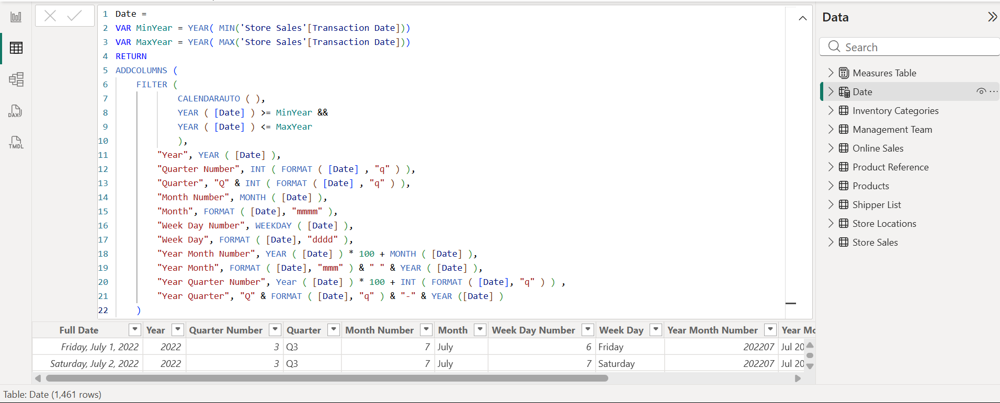 1 Date =
2 VAR MinYear = YEAR( MIN('Store Sales'[Transaction Date]))
3 VAR MaxYear = YEAR( MAX('Store Sales'[Transaction Date]))
4 RETURN
5 ADDCOLUMNS (
6 FILTER (
7 CALENDARAUTO ( ),
8 YEAR ( [Date] ) >= MinYear &&
9 YEAR ( [Date] ) <= MaxYear
10 ),
11 "Year", YEAR ( [Date] ),
12 "Quarter Number", INT ( FORMAT ( [Date] , "q" ) ),
13 "Quarter", "Q" & INT ( FORMAT ( [Date] , "q" ) ),
14 "Month Number", MONTH ( [Date] ),
15 "Month", FORMAT ( [Date], "mmmm" ),
16 "Week Day Number", WEEKDAY ( [Date] ),
17 "Week Day", FORMAT ( [Date], "dddd" ),
18 "Year Month Number", YEAR ( [Date] ) * 100 + MONTH ( [Date] ),
19 "Year Month", FORMAT ( [Date], "mmm" ) & " " & YEAR ( [Date] ),
20 "Year Quarter Number", Year ( [Date] ) * 100 + INT ( FORMAT ( [Date], "q" ) ) ,
21 "Year Quarter", "Q" & FORMAT ( [Date], "q" ) & "-" & YEAR ([Date] )
22 )
DAX
TMDL
Full Date Year Quarter Number Quarter Month Number Month Week Day Number Week Day Year Month Number Year Mo
Friday, July 1, 2022 2022 3 Q3 7 July 6 Friday 202207 Jul 20
Saturday, July 2, 2022 2022 3 Q3 7 July 7 Saturday 202207 Jul 20
Table: Date (1,461 rows)
Data
Search
Measures Table
Date
Inventory Categories
Management Team
Online Sales
Product Reference
Products
Shipper List
Store Locations
Store Sales